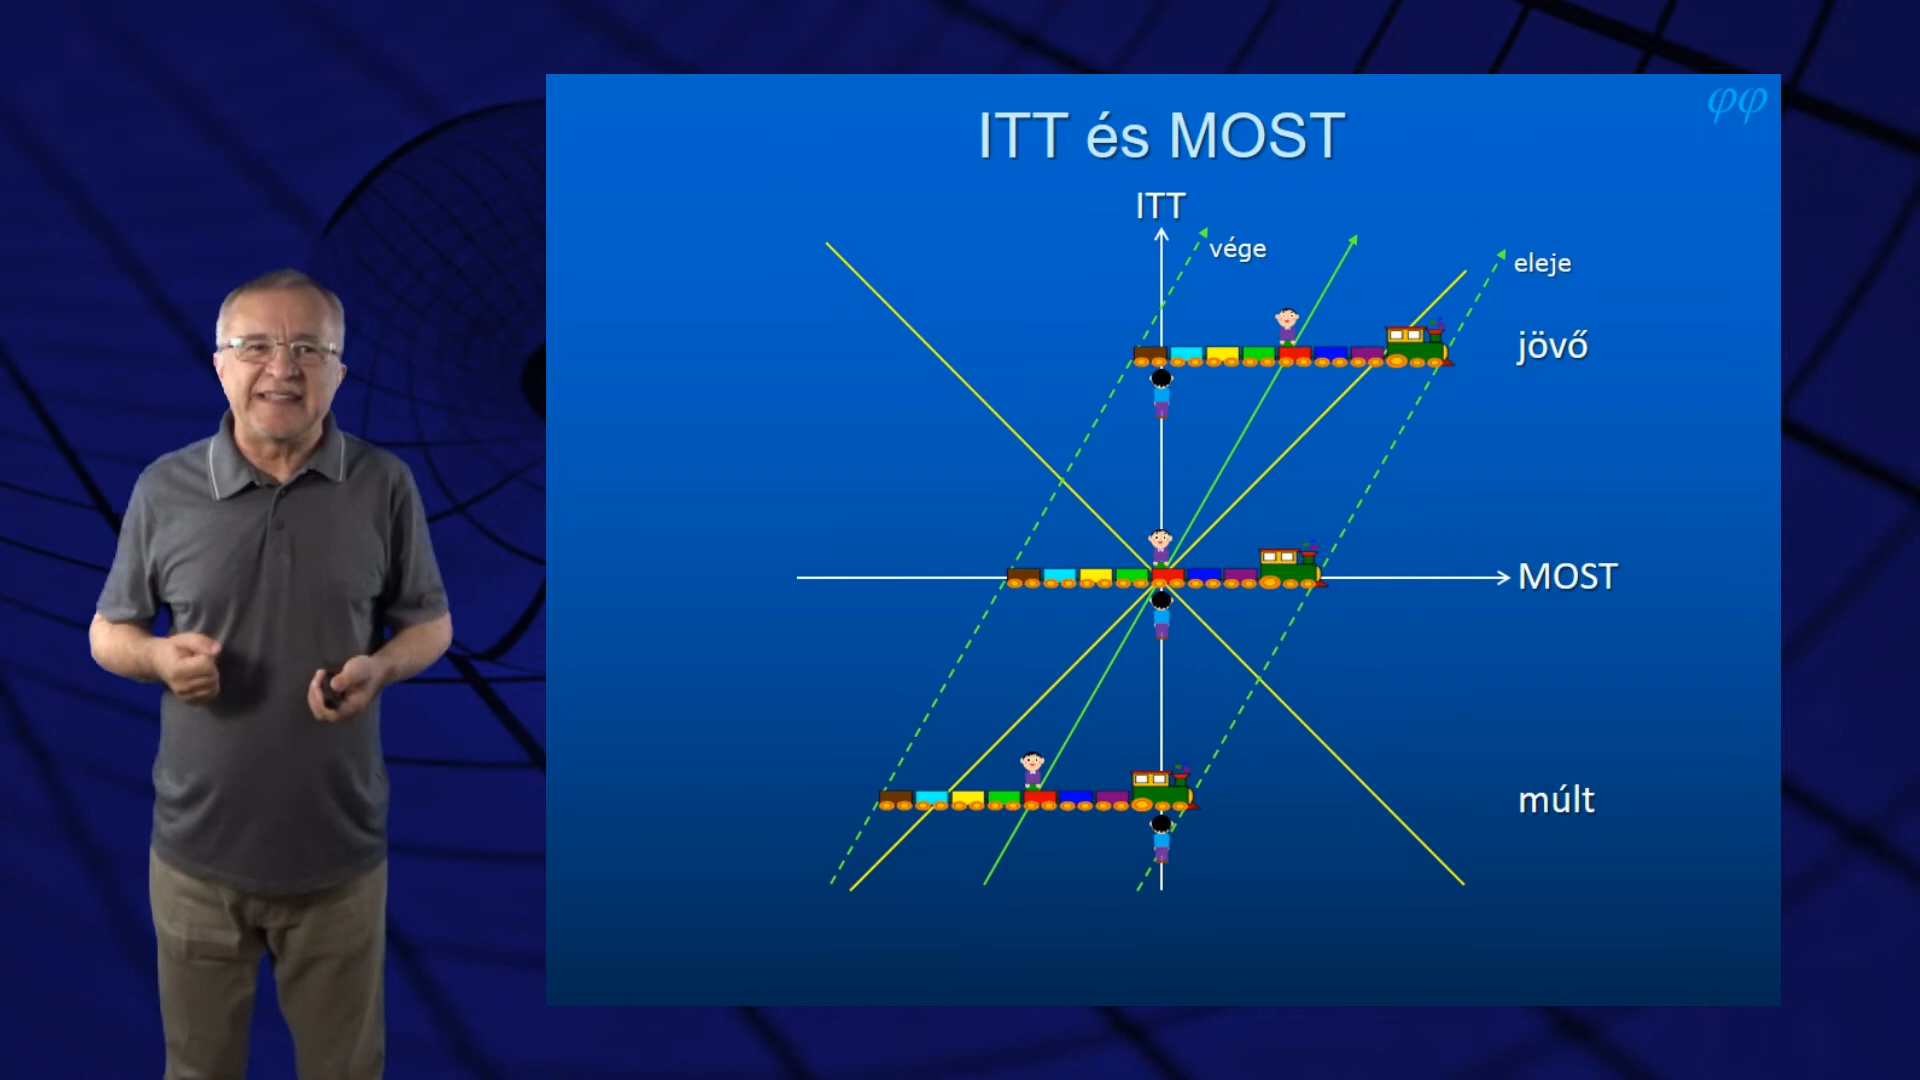 φφ
ITT és MOST
ITT
vége
eleje
jövő
MOST
múlt